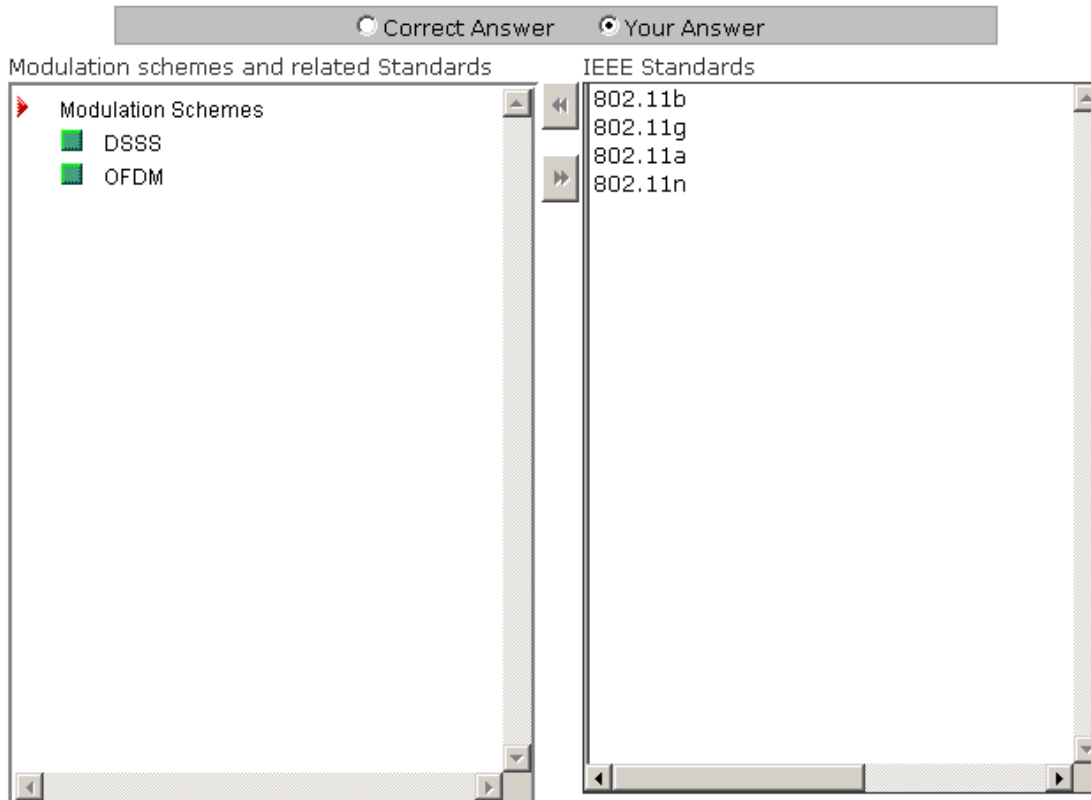 Correct Answer Your Answer
Modulation schemes and related Standards
Modulation Schemes
DSSS
OFDM
IEEE Standards
802.11b
802.11g
802.11a
802.11n